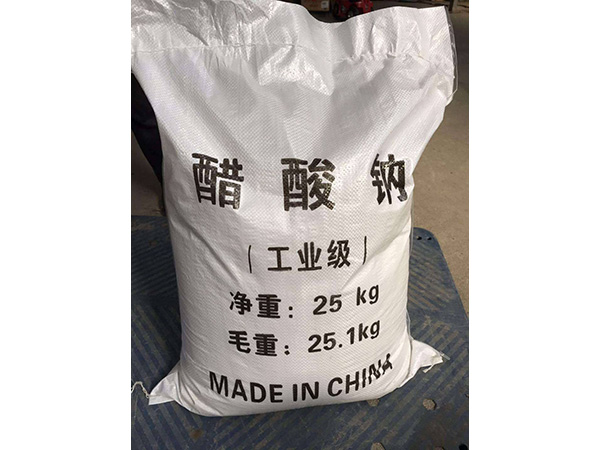 醋酸钠
(工业级)
净重：25 kg
毛重：25.1kg
MADE IN CHINA